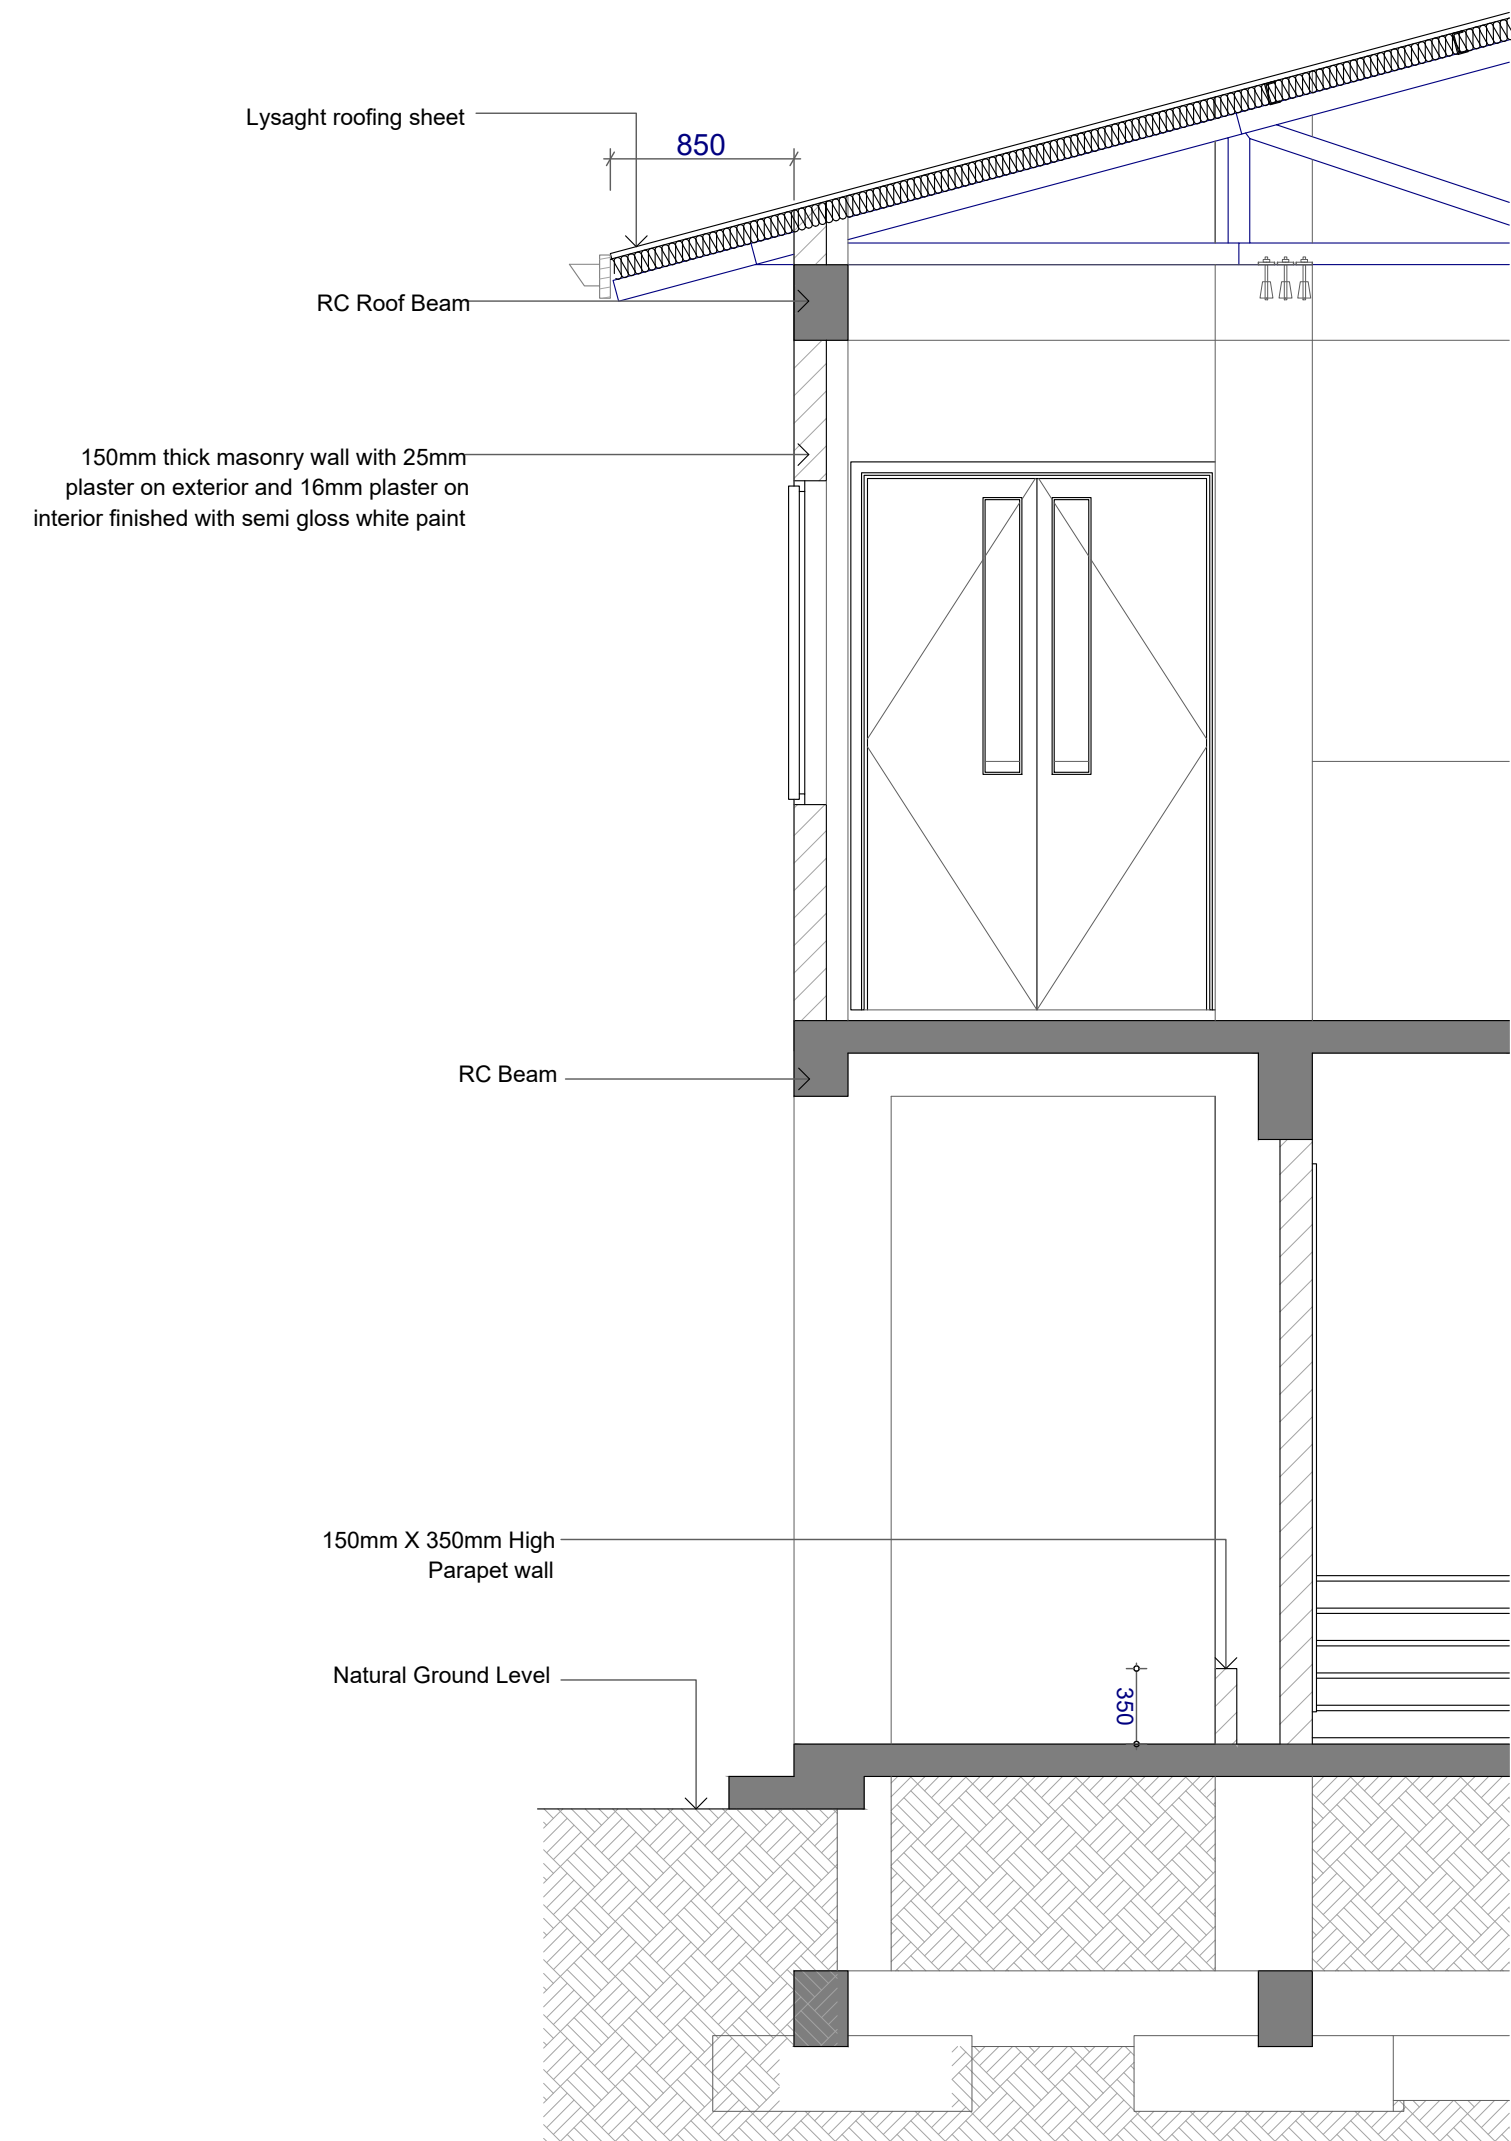 Lysaght roofing sheet
850
RC Roof Beam
150mm thick masonry wall with 25mm
plaster on exterior and 16mm plaster on
interior finished with semi gloss white paint
RC Beam
150mm X 350mm High
Parapet wall
Natural Ground Level
350